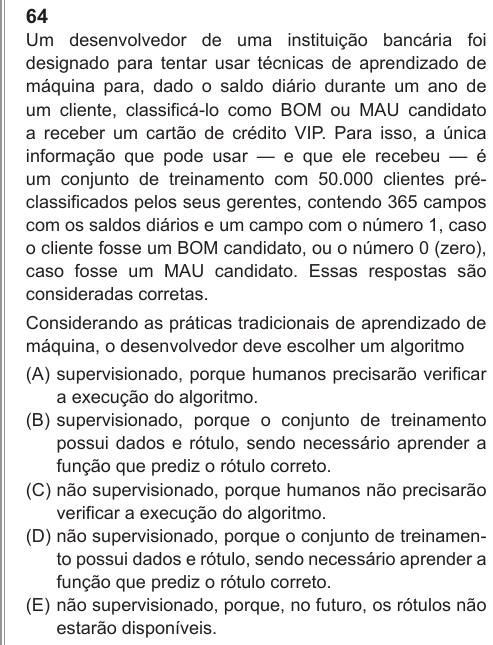 64
Um desenvolvedor de uma instituição bancária foi
designado para tentar usar técnicas de aprendizado de
máquina para, dado o saldo diário durante um ano de
um cliente, classificá-lo como BOM ou MAU candidato
a receber um cartão de crédito VIP. Para isso, a única
informação que pode usar — e que ele recebeu — é
um conjunto de treinamento com 50.000 clientes pré-
classificados pelos seus gerentes, contendo 365 campos
com os saldos diários e um campo com o número 1, caso
o cliente fosse um BOM candidato, ou o número 0 (zero),
caso fosse um MAU candidato. Essas respostas são
consideradas corretas.
Considerando as práticas tradicionais de aprendizado de
máquina, o desenvolvedor deve escolher um algoritmo
(A) supervisionado, porque humanos precisarão verificar
a execução do algoritmo.
(B) supervisionado, porque o conjunto de treinamento
possui dados e rótulo, sendo necessário aprender a
função que prediz o rótulo correto.
(C) não supervisionado, porque humanos não precisarão
verificar a execução do algoritmo.
(D) não supervisionado, porque o conjunto de treinamen-
to possui dados e rótulo, sendo necessário aprender a
função que prediz o rótulo correto.
(E) não supervisionado, porque, no futuro, os rótulos não
estarão disponíveis.